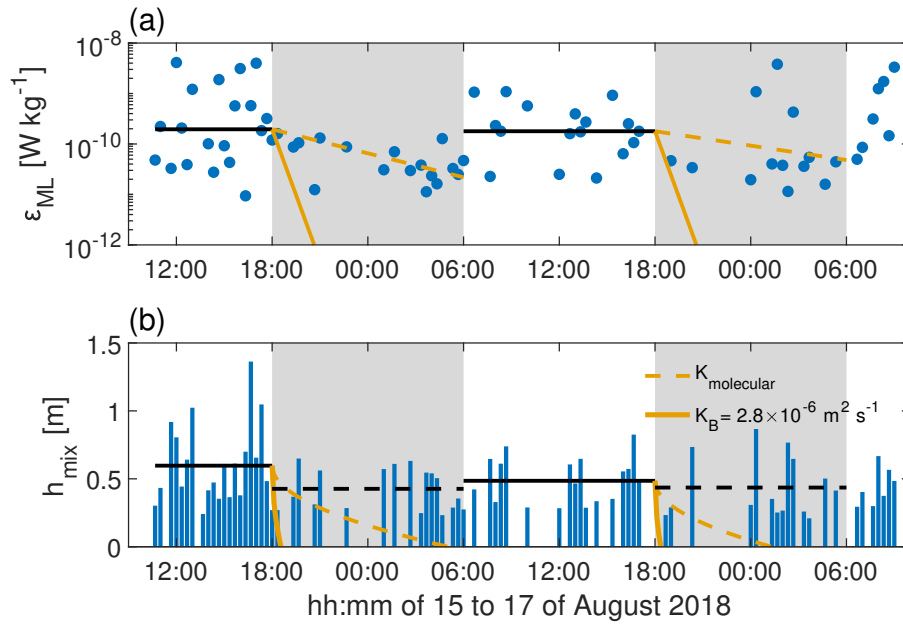 (a)
10^-8
10^-10
10^-12
ε_ML [W kg^-1]
12:00 18:00 00:00 06:00 12:00 18:00 00:00 06:00
(b)
1.5
1
0.5
0
h_mix [m]
K_molecular
K_B = 2.8×10^-6 m^2 s^-1
12:00 18:00 00:00 06:00 12:00 18:00 00:00 06:00
hh:mm of 15 to 17 of August 2018